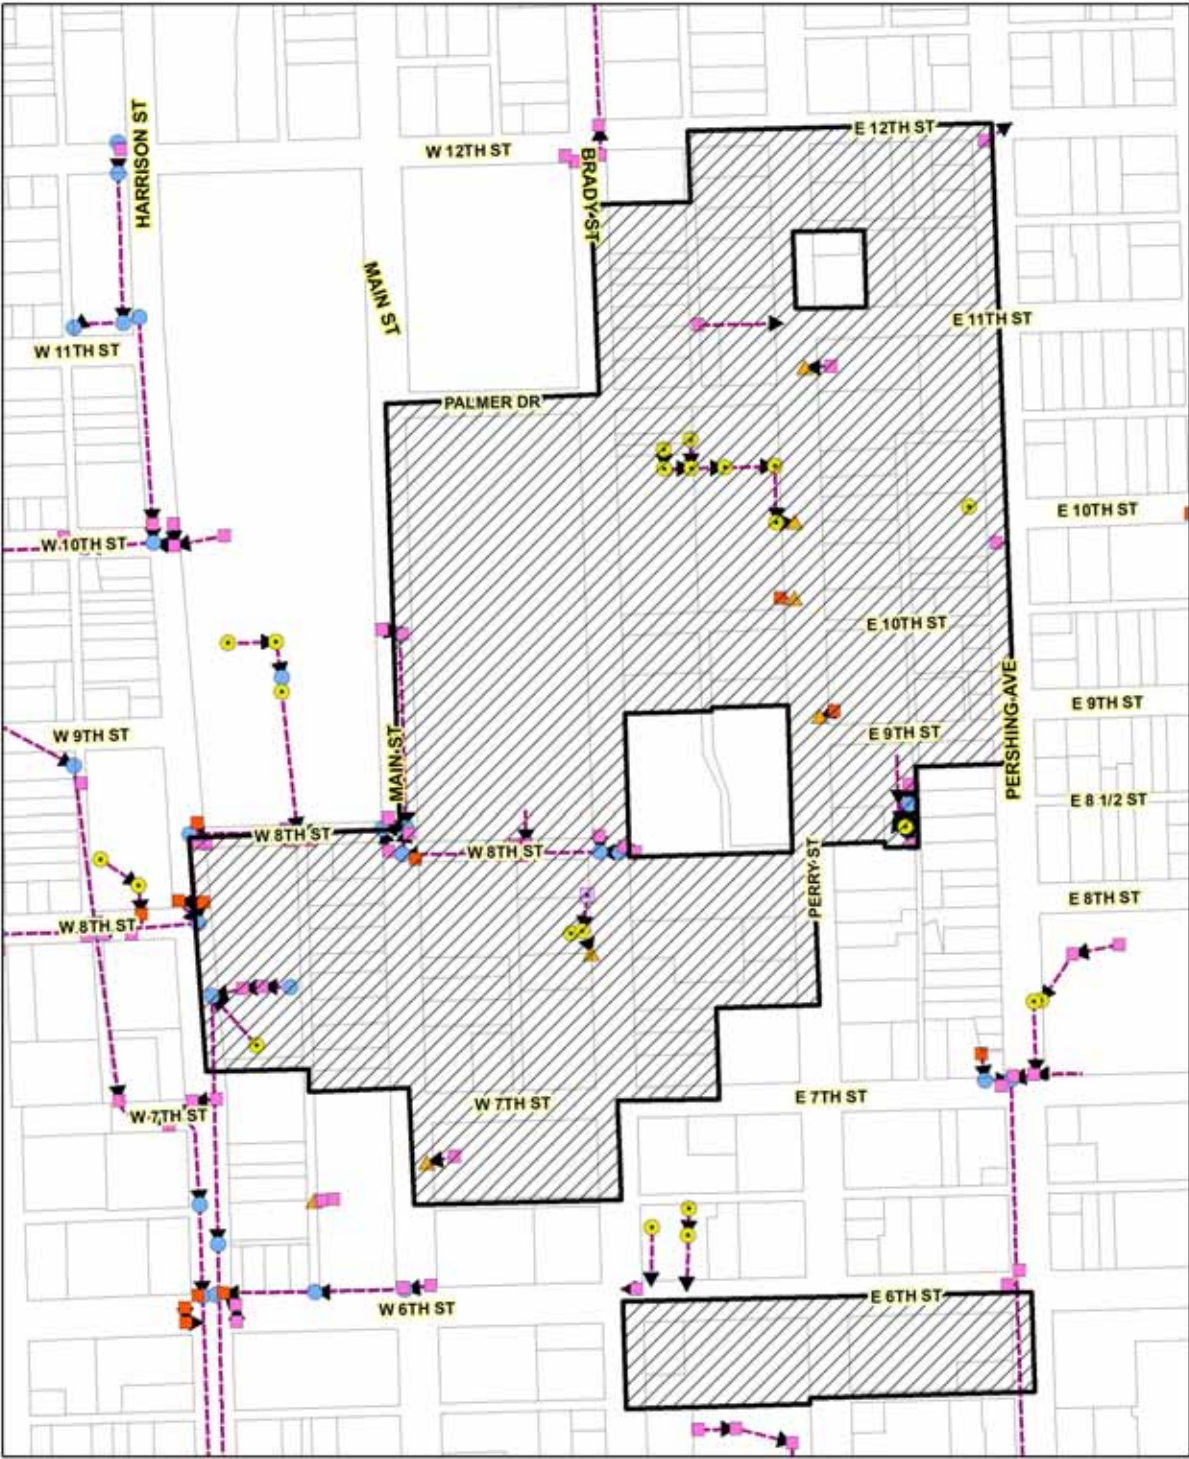 HARRISON ST
E 12TH ST
W 12TH ST
BRADY ST
MAIN ST
E 11TH ST
W 11TH ST
PALMER DR
E 10TH ST
W 10TH ST
E 10TH ST
PERSHING AVE
E 9TH ST
W 9TH ST
E 9TH ST
MAIN ST
E 8 1/2 ST
W 8TH ST
W 8TH ST
PERRY ST
E 8TH ST
W 8TH ST
E 7TH ST
W 7TH ST
W 7TH ST
E 6TH ST
W 6TH ST